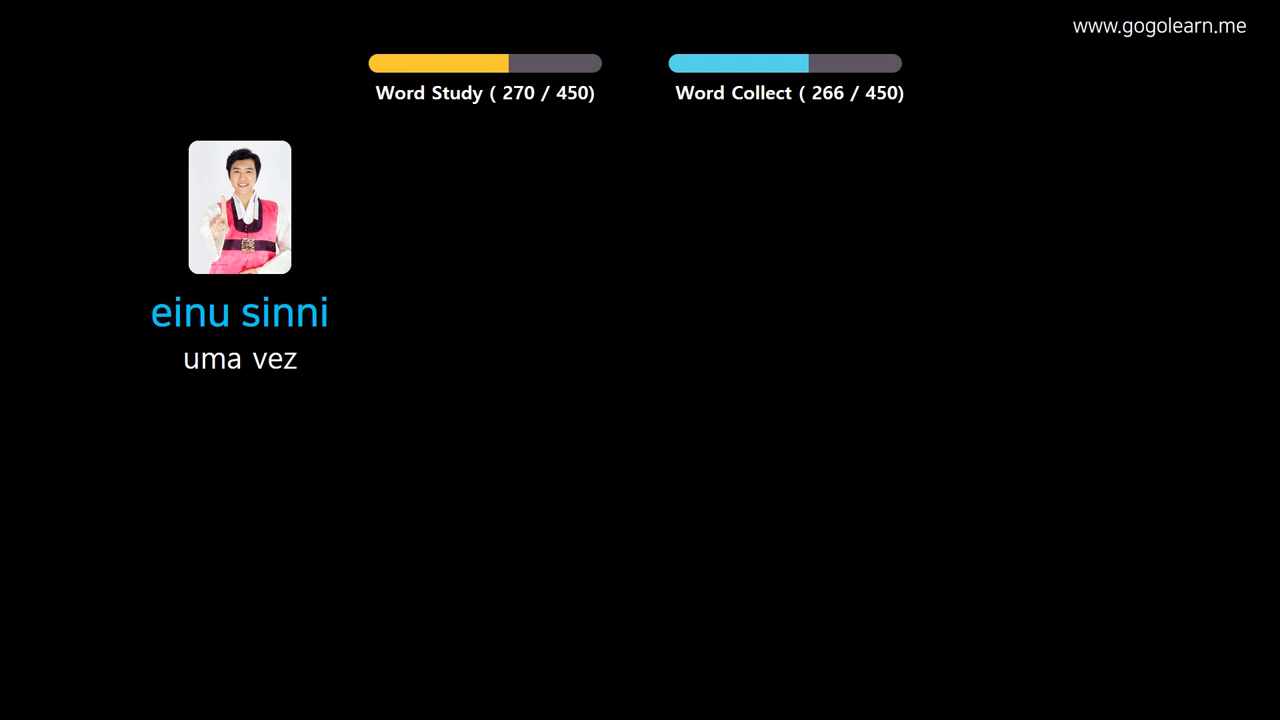 www.gogolearn.me
Word Study ( 270 / 450)
Word Collect ( 266 / 450)
einu sinni
uma vez